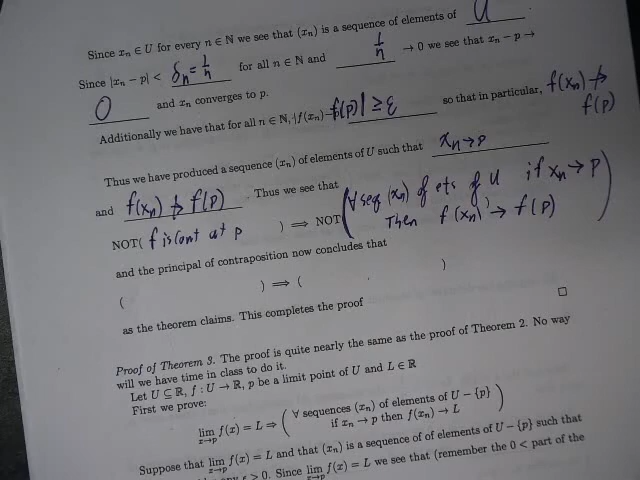 Since xₙ ∈ U for every n ∈ ℕ we see that (xₙ) is a sequence of elements of U
Since |xₙ − p| < δₙ = 1/n for all n ∈ ℕ and 1/n → 0 we see that xₙ − p →
0 and xₙ converges to p.
Additionally we have that for all n ∈ ℕ, |f(xₙ) − f(p)| ≥ ε so that in particular, f(xₙ) ↛ f(p)
Thus we have produced a sequence (xₙ) of elements of U such that xₙ → p
and f(xₙ) ↛ f(p). Thus we see that
NOT( f is cont at p ) ⟹ NOT( ∀ seq (xₙ) of ets of U if xₙ → p
Then f(xₙ) → f(p) )
and the principal of contraposition now concludes that
( ) ⟹ ( )
as the theorem claims. This completes the proof □
Proof of Theorem 3. The proof is quite nearly the same as the proof of Theorem 2. No way
will we have time in class to do it.
Let U ⊆ ℝ, f : U → ℝ, p be a limit point of U and L ∈ ℝ
First we prove:
lim x→p f(x) = L ⇒ ( ∀ sequences (xₙ) of elements of U − {p}
if xₙ → p then f(xₙ) → L )
Suppose that lim x→p f(x) = L and that (xₙ) is a sequence of of elements of U − {p} such that
> 0. Since lim f(x) = L we see that (remember the 0 < part of the